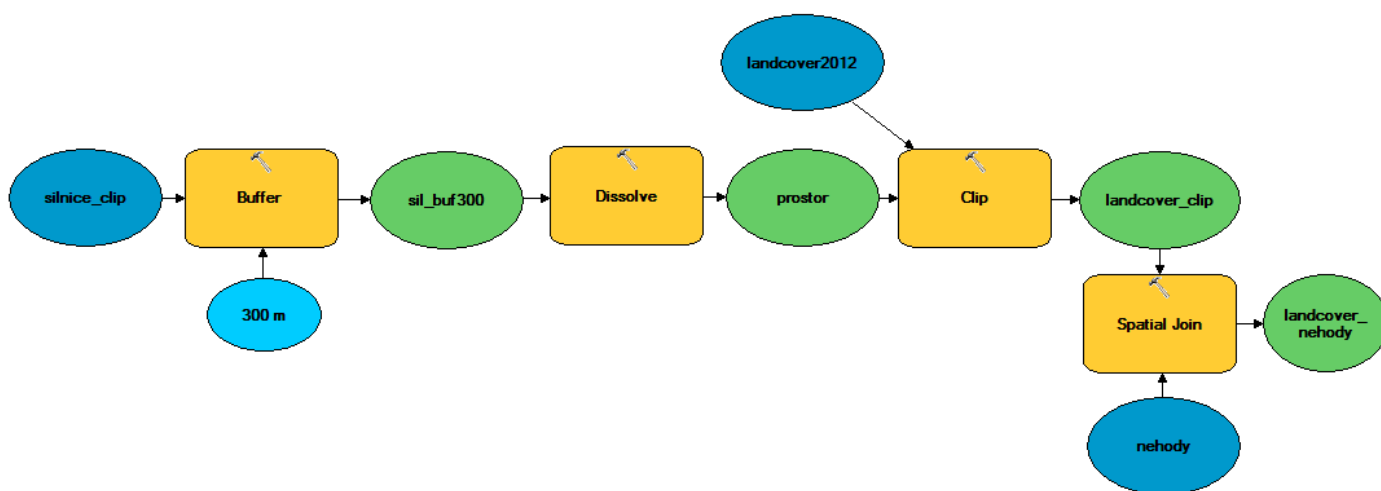 landcover2012
silnice_clip
Buffer
sil_buf300
Dissolve
prostor
Clip
landcover_clip
300 m
Spatial Join
landcover_
nehody
nehody